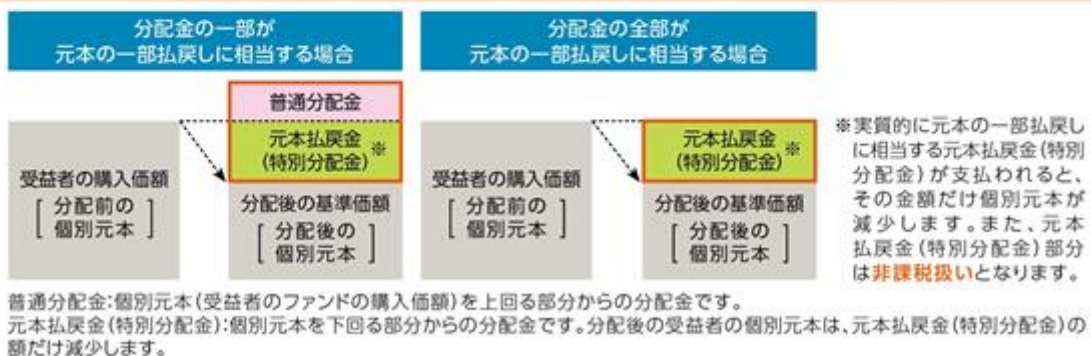 分配金の一部が
元本の一部払戻しに相当する場合
分配金の全部が
元本の一部払戻しに相当する場合
普通分配金
元本払戻金
(特別分配金)
※
受益者の購入価額
[ 分配前の
個別元本 ]
分配後の基準価額
[ 分配後の
個別元本 ]
元本払戻金
(特別分配金)
※
受益者の購入価額
[ 分配前の
個別元本 ]
分配後の基準価額
[ 分配後の
個別元本 ]
※実質的に元本の一部払戻し
に相当する元本払戻金(特別
分配金)が支払われると、
その金額だけ個別元本が
減少します。また、元本
払戻金(特別分配金)部分
は非課税扱いとなります。
普通分配金:個別元本(受益者のファンドの購入価額)を上回る部分からの分配金です。
元本払戻金(特別分配金):個別元本を下回る部分からの分配金です。分配後の受益者の個別元本は、元本払戻金(特別分配金)の
額だけ減少します。